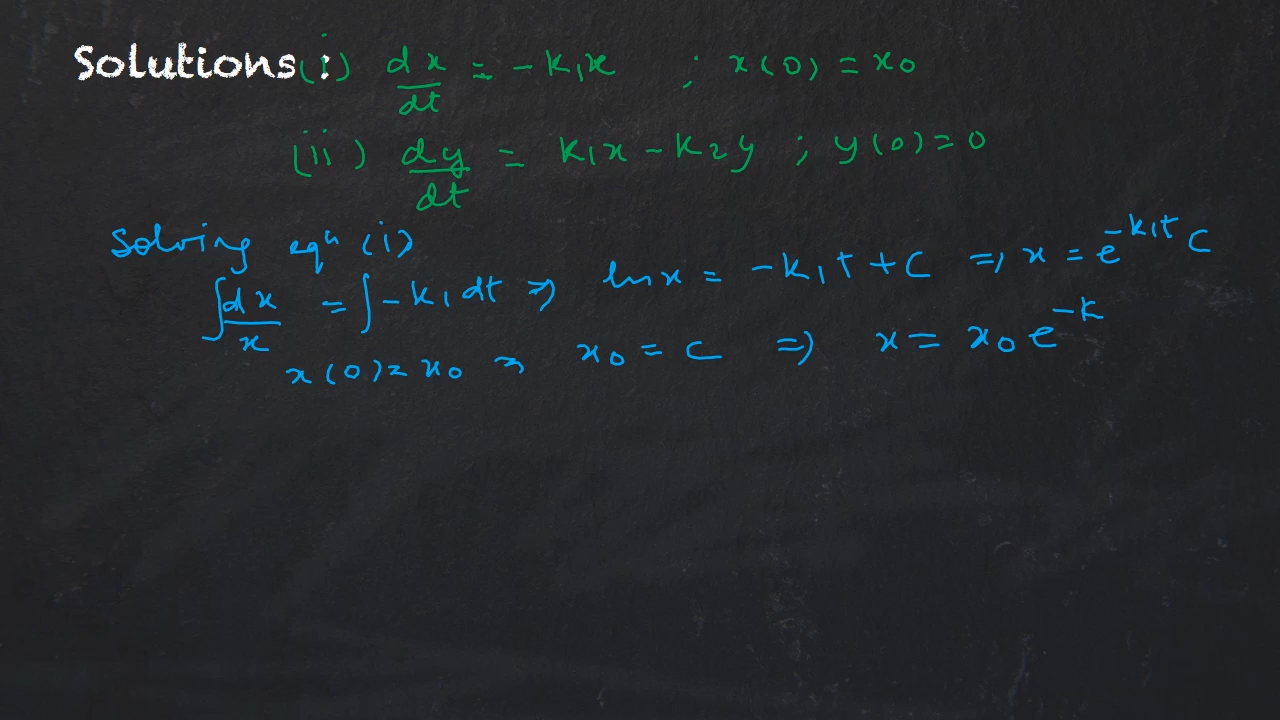 Solutions : (i) dx/dt = -k₁x ; x(0) = x₀
(ii) dy/dt = k₁x - k₂y ; y(0)=0
Solving eqⁿ (i)
∫dx/x = ∫-k₁dt ⇒ ln x = -k₁t + C ⇒ x = e^{-k₁t} C
x(0) = x₀ ⇒ x₀ = C ⇒ x = x₀ e^{-k}